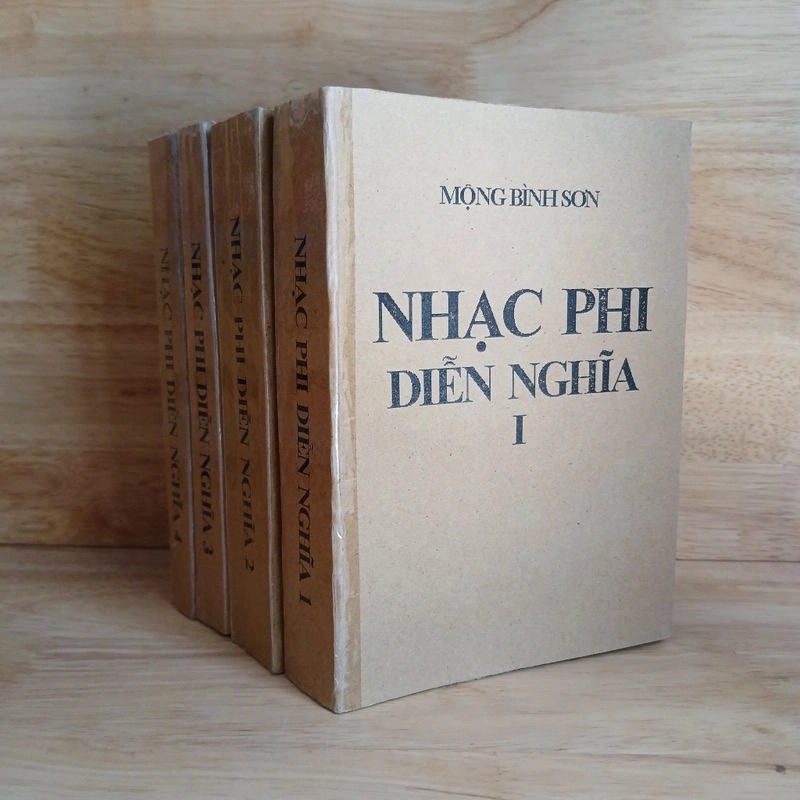 MỘNG BÌNH SƠN
NHẠC PHI
DIỄN NGHĨA
I
NHẠC PHI DIỄN NGHĨA 1
NHẠC PHI DIỄN NGHĨA 2
NHẠC PHI DIỄN NGHĨA 3
NHẠC PHI DIỄN NGHĨA 4